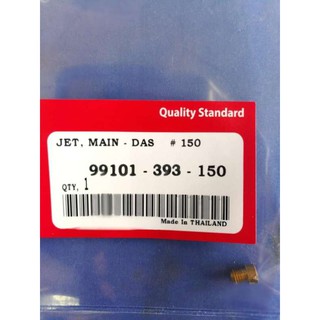 Quality Standard
JET, MAIN - DAS # 150
99101 - 393 - 150
QTY. 1
Made in THAILAND